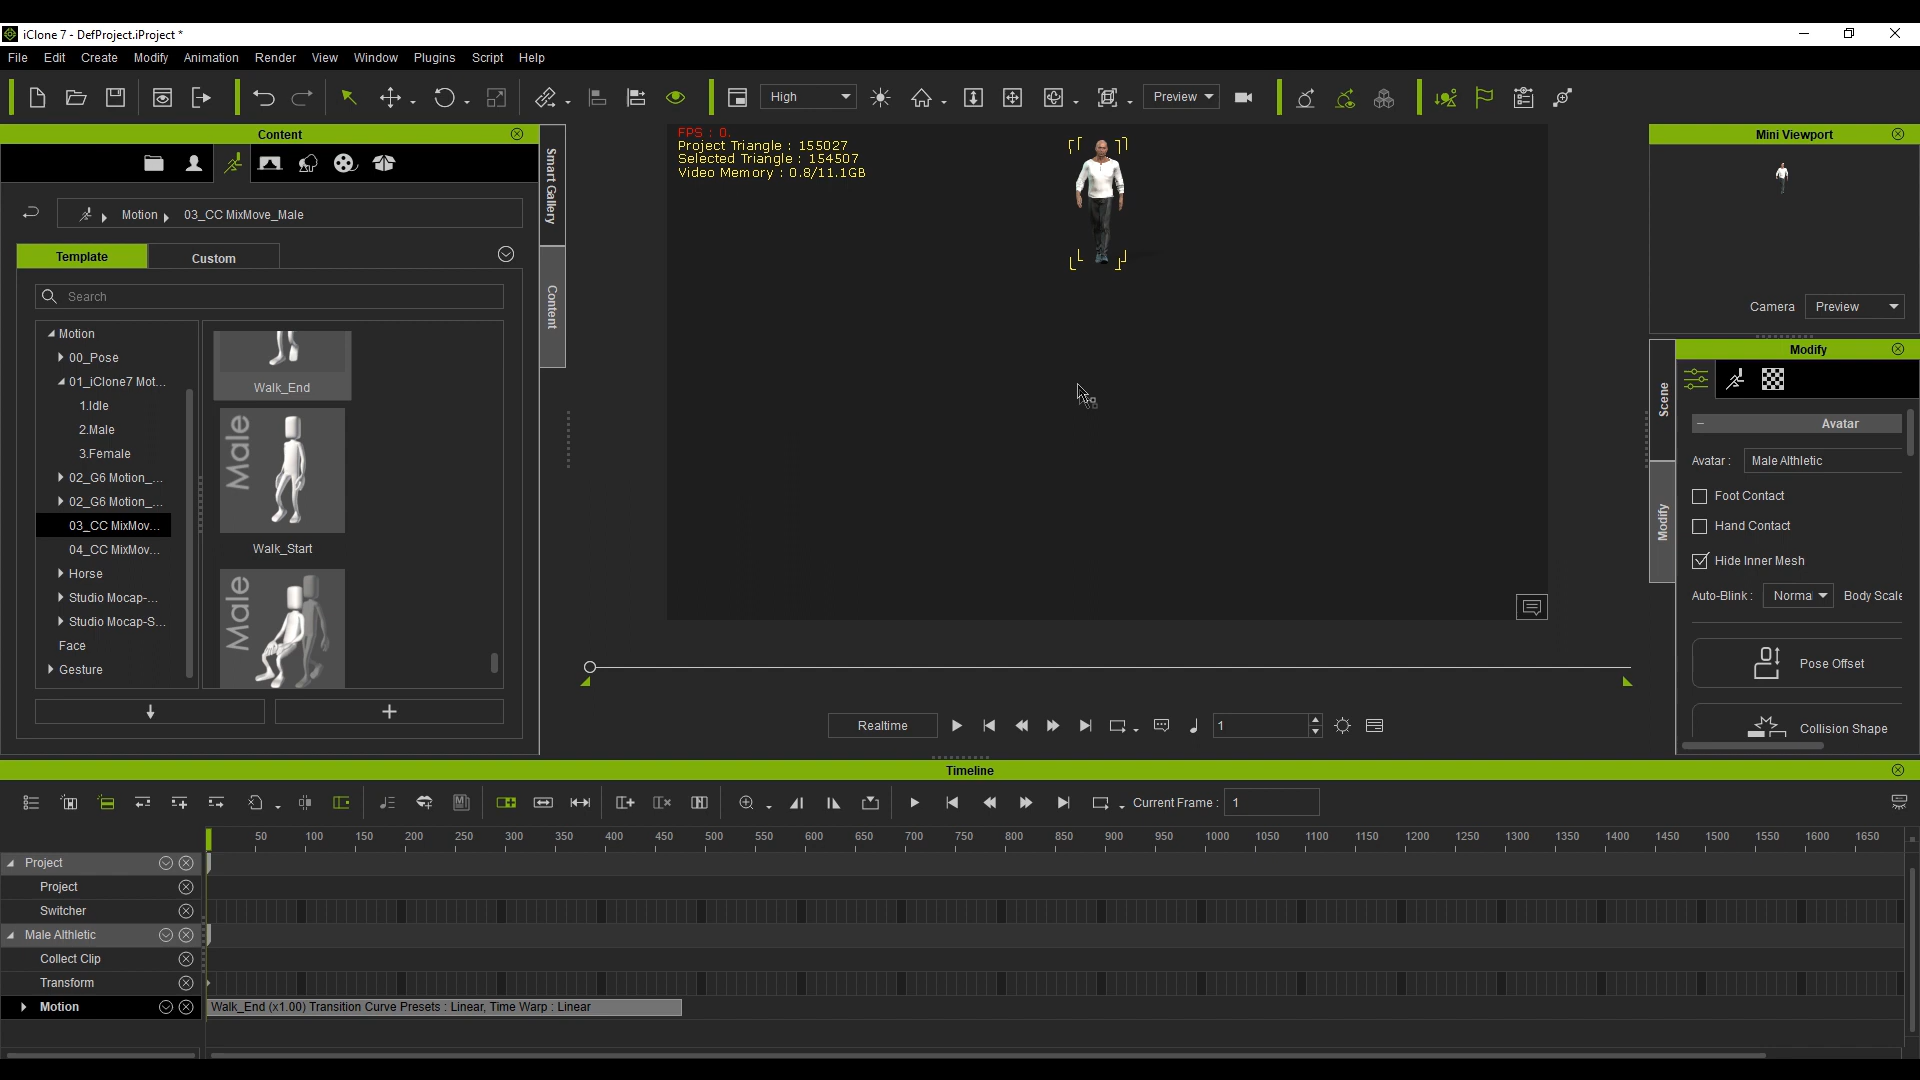 iClone 7 - DefProject.iProject *
File Edit Create Modify Animation Render View Window Plugins Script Help
High
Preview
Content
Motion 03_CC MixMove_Male
Template Custom
Search
Motion
00_Pose
01_iClone7 Mot...
1.Idle
2.Male
3.Female
02_G6 Motion_...
02_G6 Motion_...
03_CC MixMov...
04_CC MixMov...
Horse
Studio Mocap-...
Studio Mocap-S...
Face
Gesture
Walk_End
Male
Walk_Start
Male
Smart Gallery
Content
FPS : 0.
Project Triangle : 155027
Selected Triangle : 154507
Video Memory : 0.8/11.1GB
Realtime
1
Mini Viewport
Camera Preview
Scene
Modify
Modify
Avatar
Avatar : Male Althletic
Foot Contact
Hand Contact
Hide Inner Mesh
Auto-Blink : Norma Body Scale
Pose Offset
Collision Shape
Timeline
Current Frame : 1
50 100 150 200 250 300 350 400 450 500 550 600 650 700 750 800 850 900 950 1000 1050 1100 1150 1200 1250 1300 1350 1400 1450 1500 1550 1600 1650
Project
Project
Switcher
Male Althletic
Collect Clip
Transform
Motion
Walk_End (x1.00) Transition Curve Presets : Linear, Time Warp : Linear